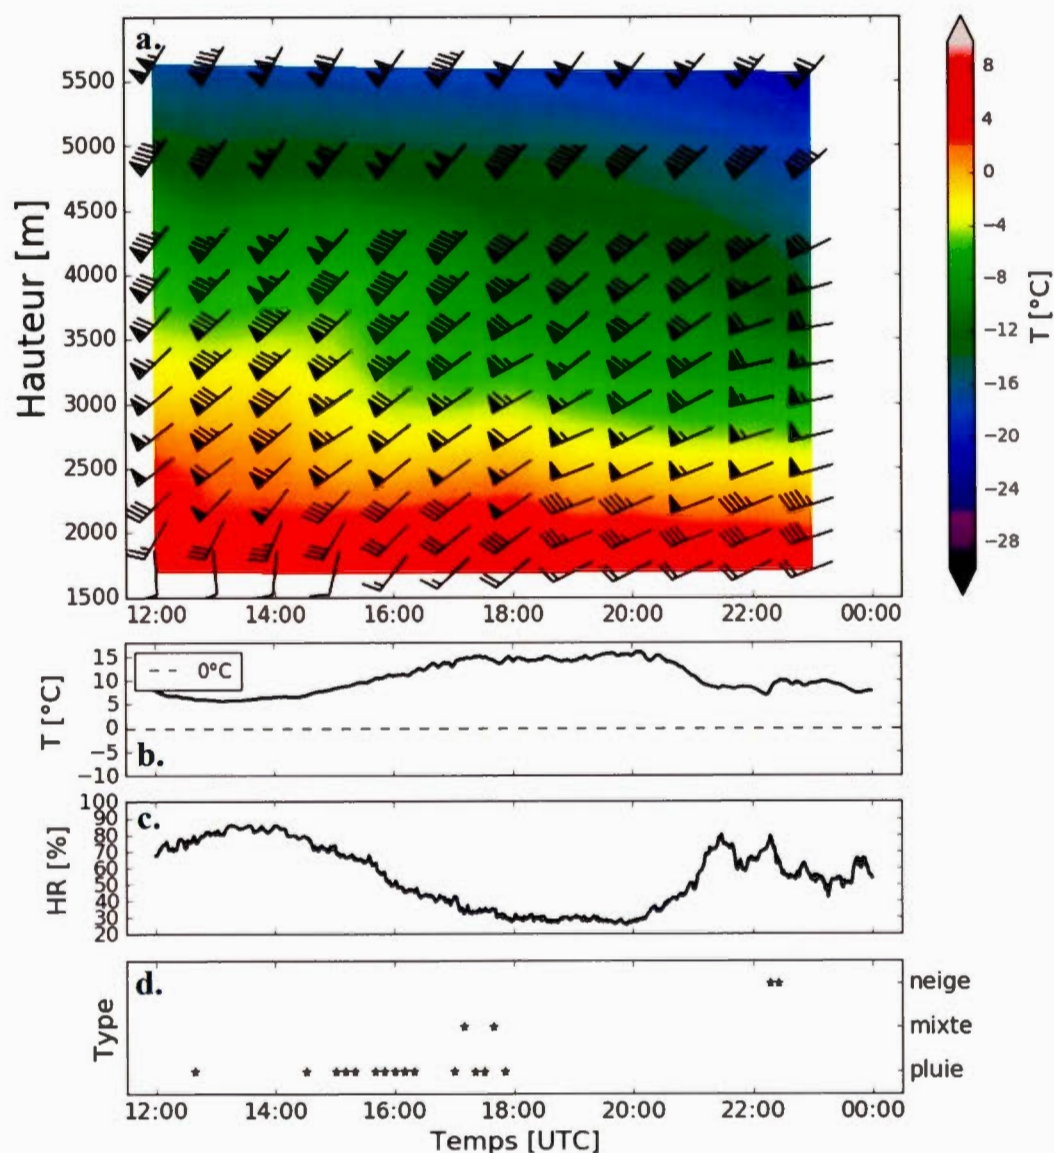 a.
5500
5000
4500
4000
3500
3000
2500
2000
1500
Hauteur [m]
12:00 14:00 16:00 18:00 20:00 22:00 00:00
8
4
0
−4
−8
−12
−16
−20
−24
−28
T [°C]
15
10
5
0
−5
−10
T [°C]
0°C
b.
100
90
80
70
60
50
40
30
20
HR [%]
c.
d.
Type
neige
mixte
pluie
12:00 14:00 16:00 18:00 20:00 22:00 00:00
Temps [UTC]